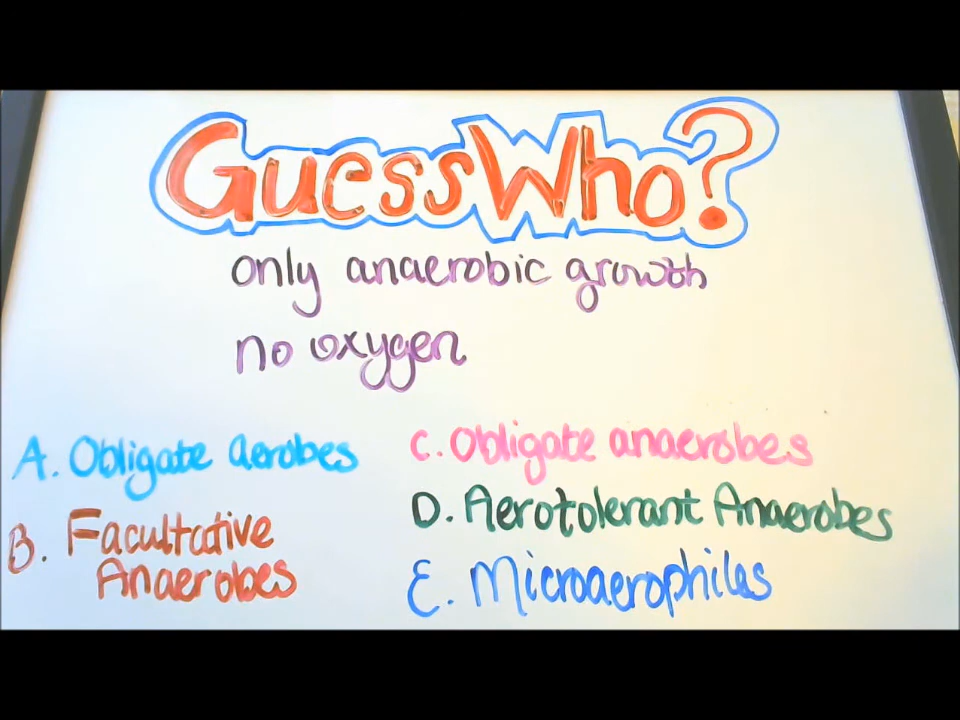 Guess Who?
only anaerobic growth
no oxygen
A. Obligate aerobes
B. Facultative
Anaerobes
C. Obligate anaerobes
D. Aerotolerant Anaerobes
E. Microaerophiles